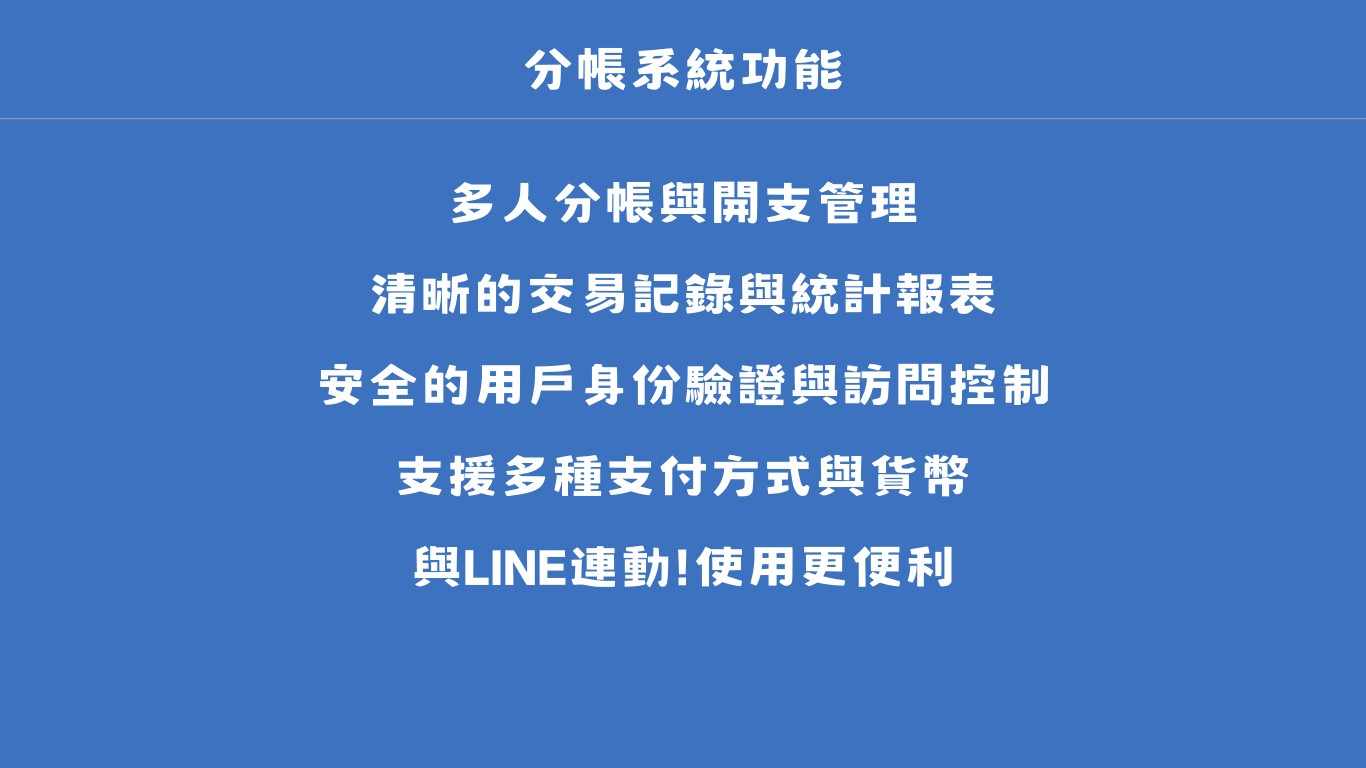 分帳系統功能
多人分帳與開支管理
清晰的交易記錄與統計報表
安全的用戶身份驗證與訪問控制
支援多種支付方式與貨幣
與LINE連動!使用更便利